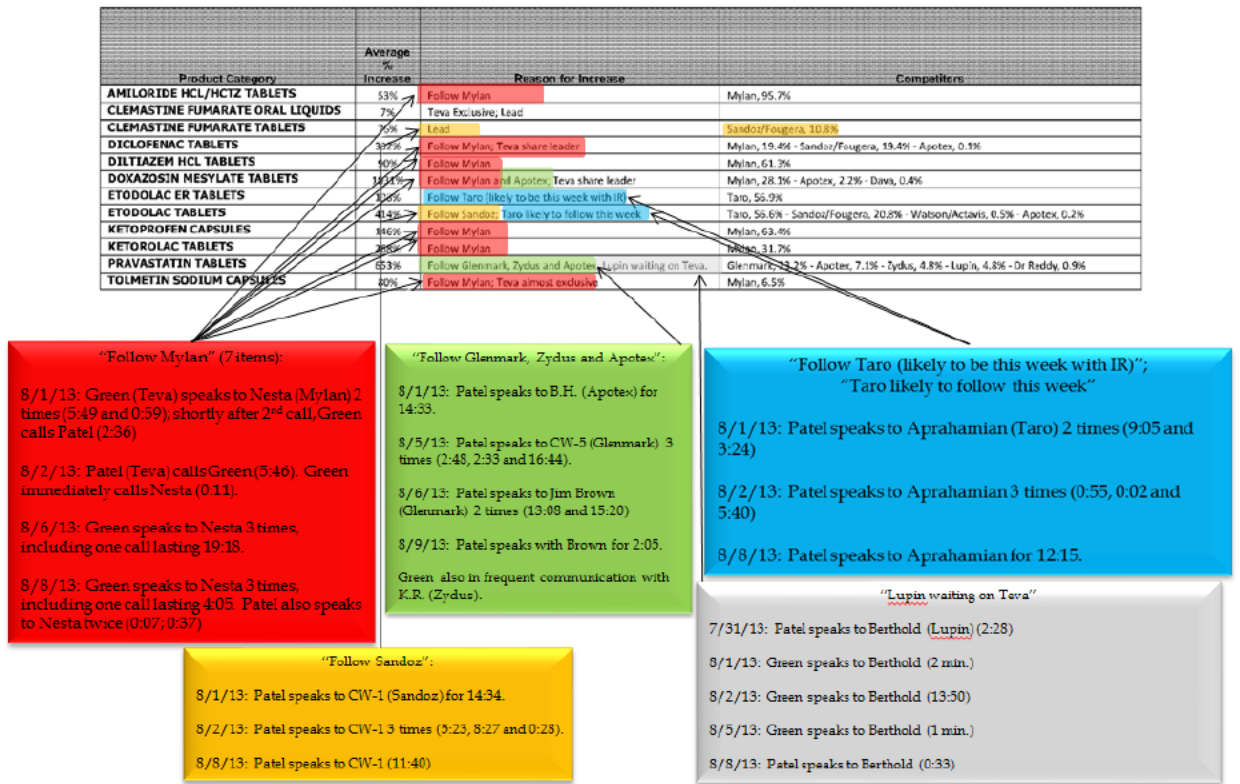 Product Category Average % Increase Reason for Increase Competitors
AMILORIDE HCL/HCTZ TABLETS 53% Follow Mylan Mylan, 95.7%
CLEMASTINE FUMARATE ORAL LIQUIDS 7% Teva Exclusive; Lead
CLEMASTINE FUMARATE TABLETS Lead Sandoz/Fougera, 10.8%
DICLOFENAC TABLETS Follow Mylan; Teva share leader Mylan, 19.4% - Sandoz/Fougera, 19.4% - Apotex, 0.1%
DILTIAZEM HCL TABLETS Follow Mylan Mylan, 61.3%
DOXAZOSIN MESYLATE TABLETS Follow Mylan and Apotex; Teva share leader Mylan, 28.1% - Apotex, 2.2% - Dava, 0.4%
ETODOLAC ER TABLETS Follow Taro (likely to be this week with IR) Taro, 56.9%
ETODOLAC TABLETS 414% Follow Sandoz; Taro likely to follow this week Taro, 56.6% - Sandoz/Fougera, 20.8% - Watson/Actavis, 0.5% - Apotex, 0.2%
KETOPROFEN CAPSULES Follow Mylan Mylan, 63.4%
KETOROLAC TABLETS Follow Mylan Mylan, 31.7%
PRAVASTATIN TABLETS Follow Glenmark, Zydus and Apotex, Lupin waiting on Teva. Glenmark, - Apotex, 7.1% - Zydus, 4.8% - Lupin, 4.8% - Dr Reddy, 0.9%
TOLMETIN SODIUM CAPSULES Follow Mylan; Teva almost exclusive Mylan, 6.5%
"Follow Mylan" (7 items):
8/1/13: Green (Teva) speaks to Nesta (Mylan) 2
times (5:49 and 0:59); shortly after 2nd call, Green
calls Patel (2:36)
8/2/13: Patel (Teva) calls Green (5:46). Green
immediately calls Nesta (0:11).
8/6/13: Green speaks to Nesta 3 times,
including one call lasting 19:18.
8/8/13: Green speaks to Nesta 3 times,
including one call lasting 4:05. Patel also speaks
to Nesta twice (0:07; 0:37)
"Follow Glenmark, Zydus and Apotex":
8/1/13: Patel speaks to B.H. (Apotex) for
14:33.
8/5/13: Patel speaks to CW-5 (Glenmark) 3
times (2:48, 2:33 and 16:44).
8/6/13: Patel speaks to Jim Brown
(Glenmark) 2 times (13:08 and 15:20)
8/9/13: Patel speaks with Brown for 2:05.
Green also in frequent communication with
K.R. (Zydus).
"Follow Taro (likely to be this week with IR)";
"Taro likely to follow this week"
8/1/13: Patel speaks to Aprahamian (Taro) 2 times (9:05 and
3:24)
8/2/13: Patel speaks to Aprahamian 3 times (0:55, 0:02 and
5:40)
8/8/13: Patel speaks to Aprahamian for 12:15.
"Follow Sandoz":
8/1/13: Patel speaks to CW-1 (Sandoz) for 14:34.
8/2/13: Patel speaks to CW-1 3 times (5:23, 8:27 and 0:28).
8/8/13: Patel speaks to CW-1 (11:40)
"Lupin waiting on Teva"
7/31/13: Patel speaks to Berthold (Lupin) (2:28)
8/1/13: Green speaks to Berthold (2 min.)
8/2/13: Green speaks to Berthold (13:50)
8/5/13: Green speaks to Berthold (1 min.)
8/8/13: Patel speaks to Berthold (0:33)